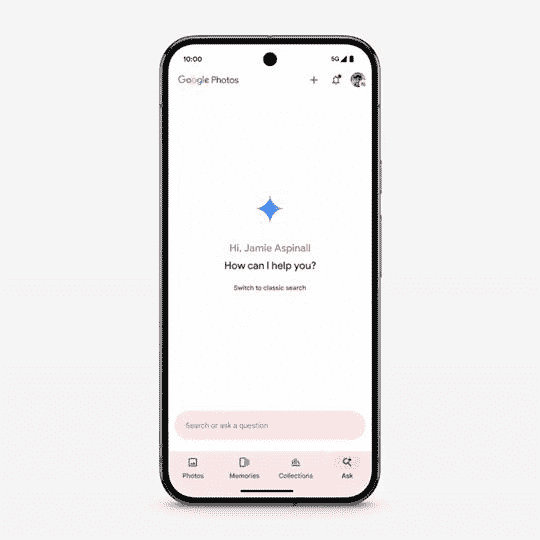 10:00 5G
Google Photos
Hi, Jamie Aspinall
How can I help you?
Switch to classic search
Search or ask a question
Photos Memories Collections Ask